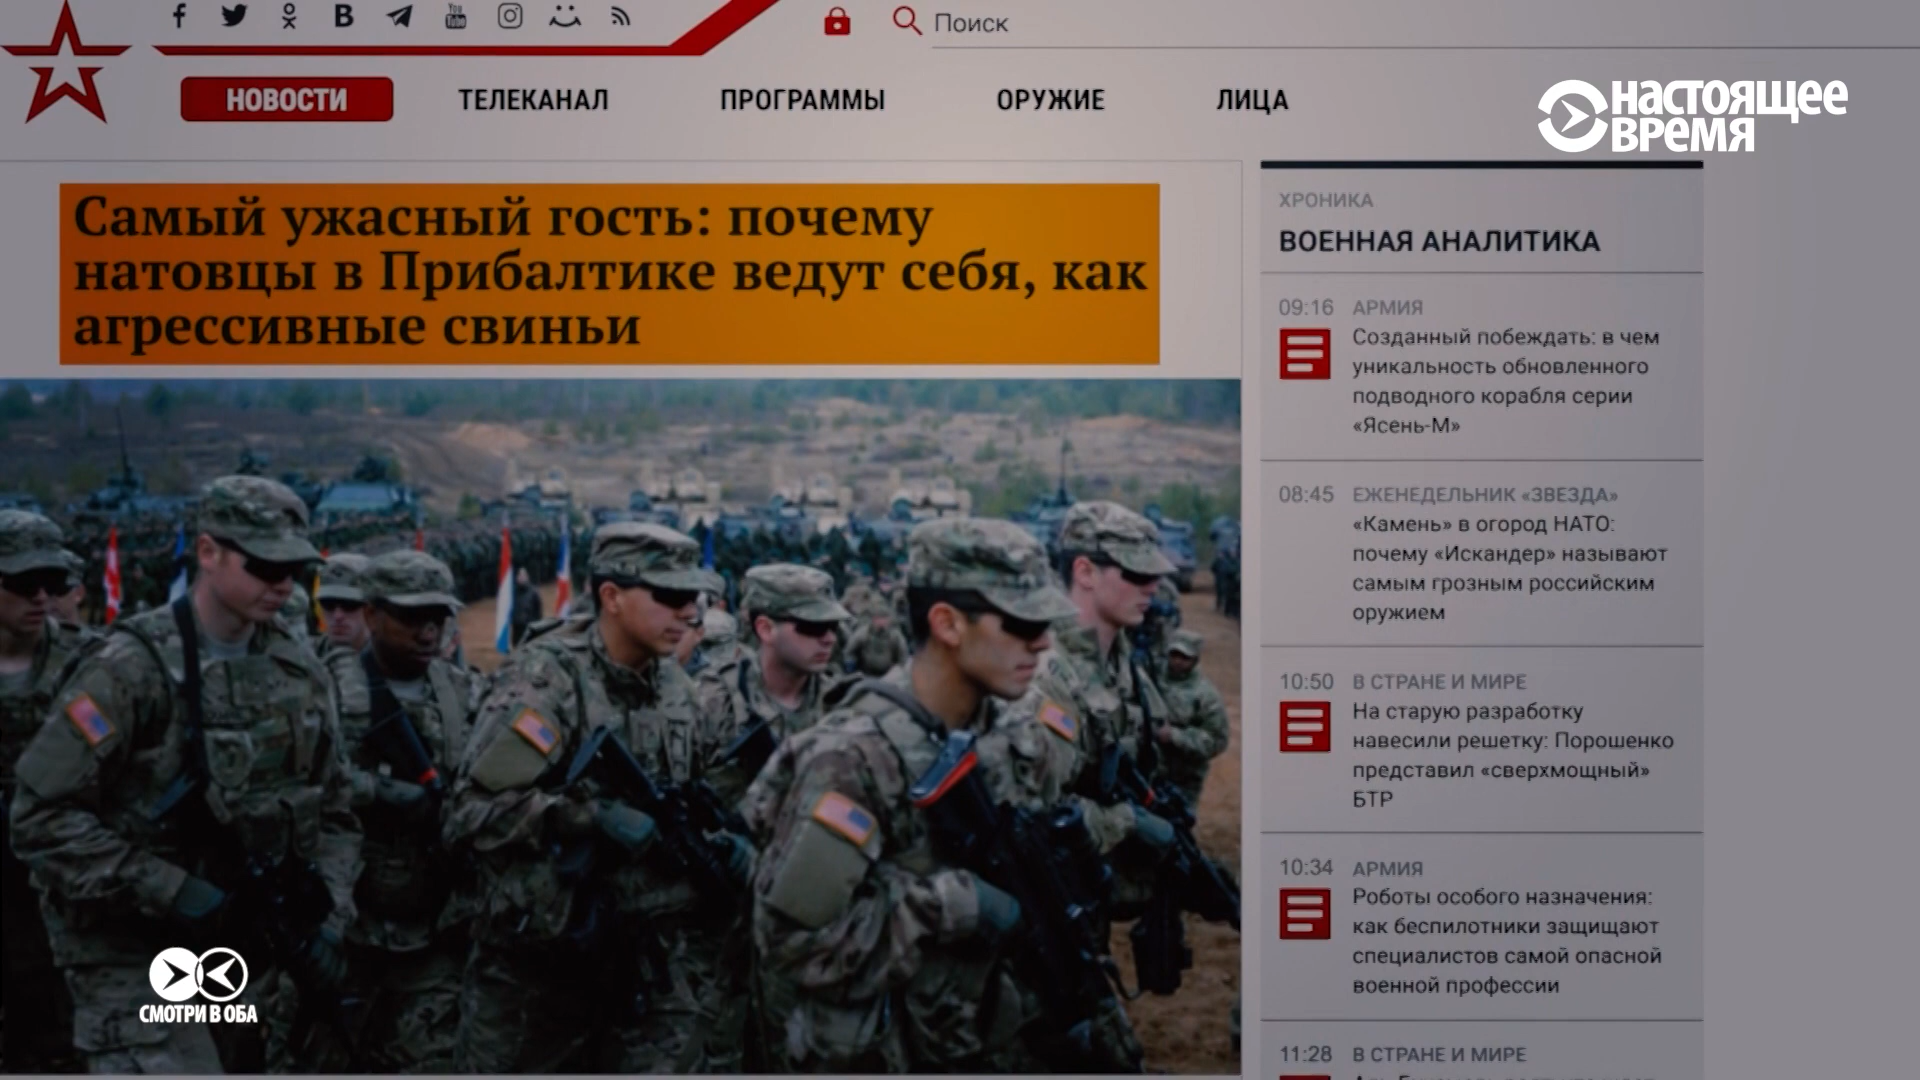 Поиск
НОВОСТИ
ТЕЛЕКАНАЛ
ПРОГРАММЫ
ОРУЖИЕ
ЛИЦА
НАСТОЯЩЕЕ
ВРЕМЯ
Самый ужасный гость: почему
натовцы в Прибалтике ведут себя, как
агрессивные свиньи
ХРОНИКА
ВОЕННАЯ АНАЛИТИКА
09:16 АРМИЯ
Созданный побеждать: в чем
уникальность обновленного
подводного корабля серии
«Ясень-М»
08:45 ЕЖЕНЕДЕЛЬНИК «ЗВЕЗДА»
«Камень» в огород НАТО:
почему «Искандер» называют
самым грозным российским
оружием
10:50 В СТРАНЕ И МИРЕ
На старую разработку
навесили решетку: Порошенко
представил «сверхмощный»
БТР
10:34 АРМИЯ
Роботы особого назначения:
как беспилотники защищают
специалистов самой опасной
военной профессии
11:28 В СТРАНЕ И МИРЕ
СМОТРИ В ОБА